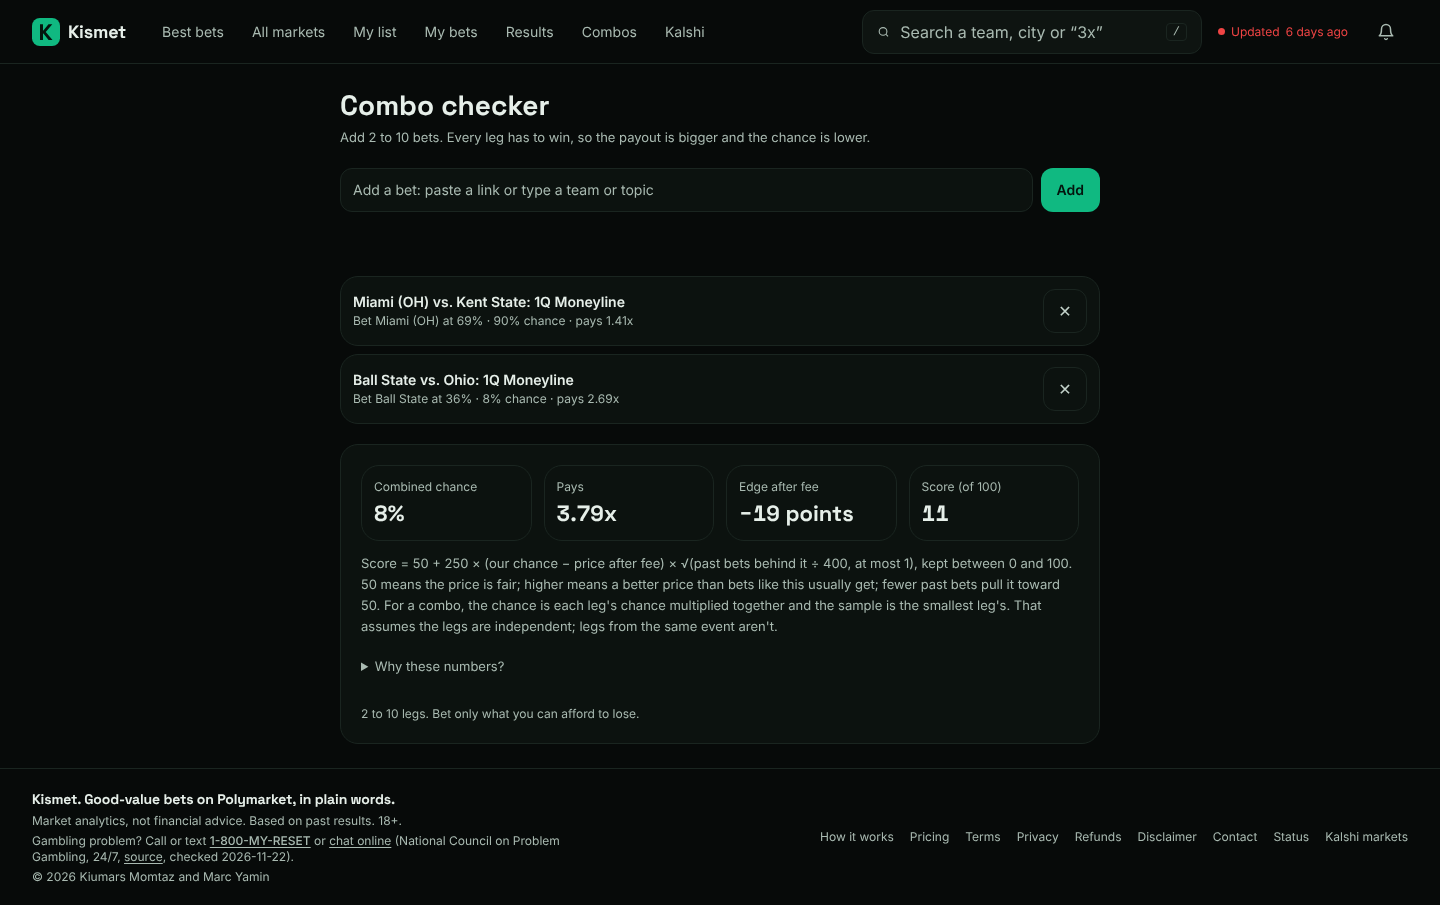 K Kismet
Best bets
All markets
My list
My bets
Results
Combos
Kalshi
Search a team, city or “3x”
/
Updated 6 days ago
Combo checker
Add 2 to 10 bets. Every leg has to win, so the payout is bigger and the chance is lower.
Add a bet: paste a link or type a team or topic
Add
Miami (OH) vs. Kent State: 1Q Moneyline
Bet Miami (OH) at 69% · 90% chance · pays 1.41x
Ball State vs. Ohio: 1Q Moneyline
Bet Ball State at 36% · 8% chance · pays 2.69x
Combined chance
8%
Pays
3.79x
Edge after fee
−19 points
Score (of 100)
11
Score = 50 + 250 × (our chance − price after fee) × √(past bets behind it ÷ 400, at most 1), kept between 0 and 100.
50 means the price is fair; higher means a better price than bets like this usually get; fewer past bets pull it toward
50. For a combo, the chance is each leg's chance multiplied together and the sample is the smallest leg's. That
assumes the legs are independent; legs from the same event aren't.
Why these numbers?
2 to 10 legs. Bet only what you can afford to lose.
Kismet. Good-value bets on Polymarket, in plain words.
Market analytics, not financial advice. Based on past results. 18+.
Gambling problem? Call or text 1-800-MY-RESET or chat online (National Council on Problem
Gambling, 24/7, source, checked 2026-11-22).
© 2026 Kiumars Momtaz and Marc Yamin
How it works
Pricing
Terms
Privacy
Refunds
Disclaimer
Contact
Status
Kalshi markets